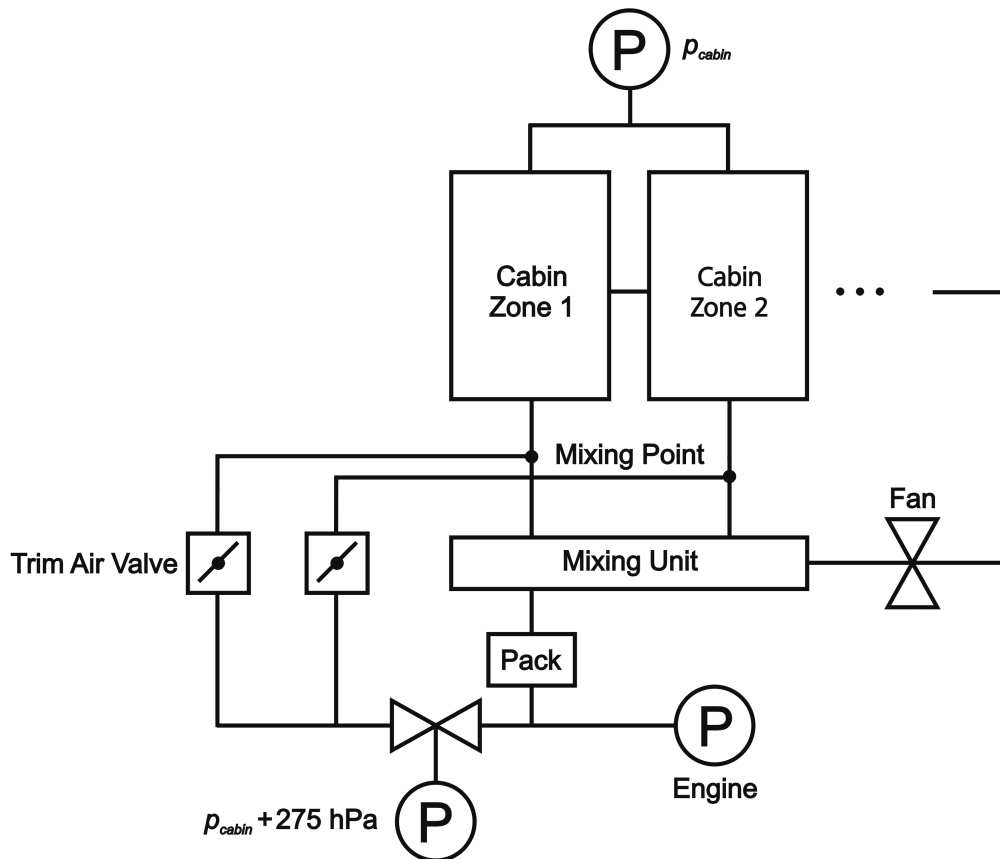 P
p_cabin
Cabin
Zone 1
Cabin
Zone 2
Mixing Point
Fan
Trim Air Valve
Mixing Unit
Pack
P
Engine
p_cabin + 275 hPa
P